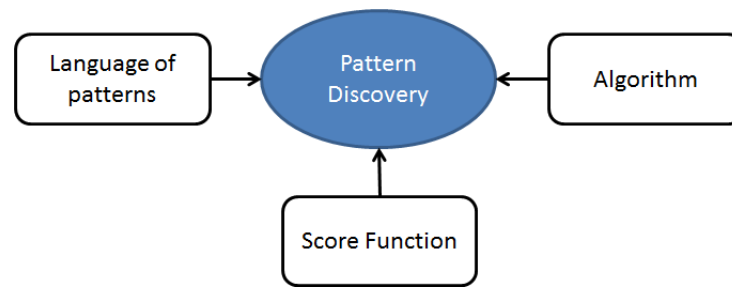 Language of
patterns
Pattern
Discovery
Algorithm
Score Function